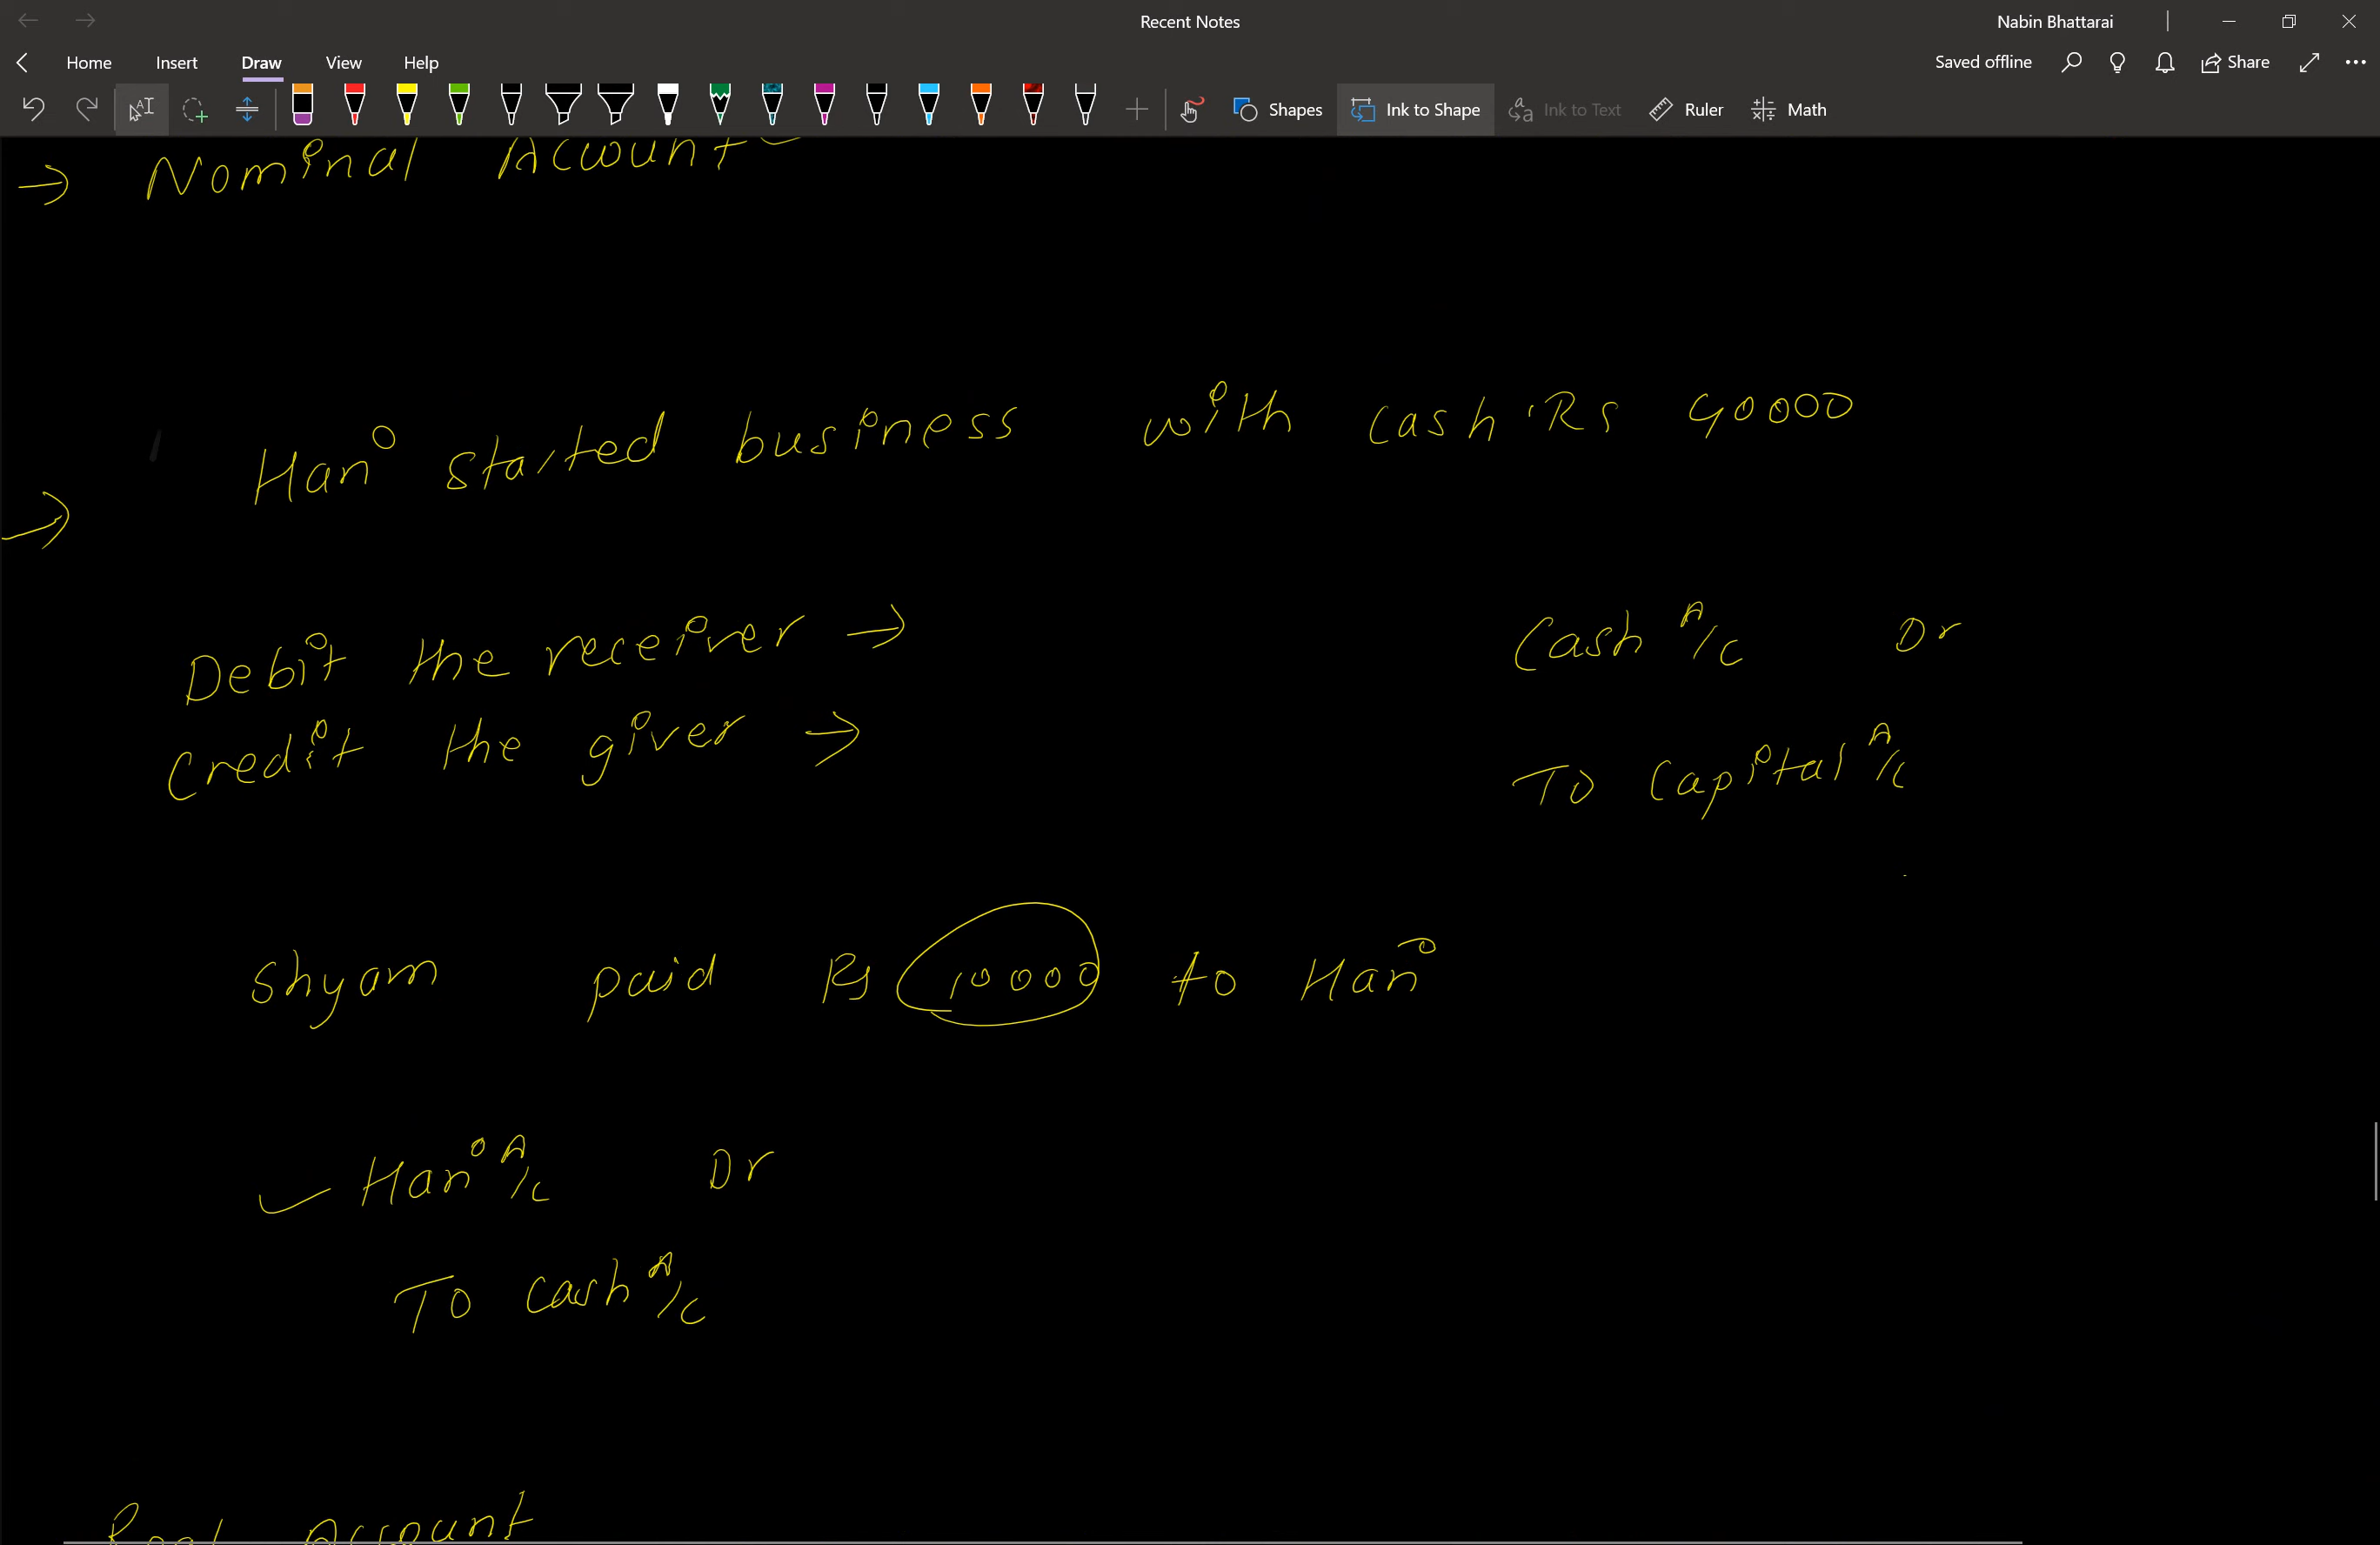 Recent Notes
Nabin Bhattarai
Home Insert Draw View Help
Saved offline
Share
Shapes
Ink to Shape
Ink to Text
Ruler
Math
→ Nominal Account
Hari started business with cash Rs 40000
→
Debit the receiver →
Cash A/c Dr
Credit the giver →
To Capital A/c
Shyam paid Rs 10000 to Hari
✓ Hari A/c Dr
To Cash A/c
Real Account